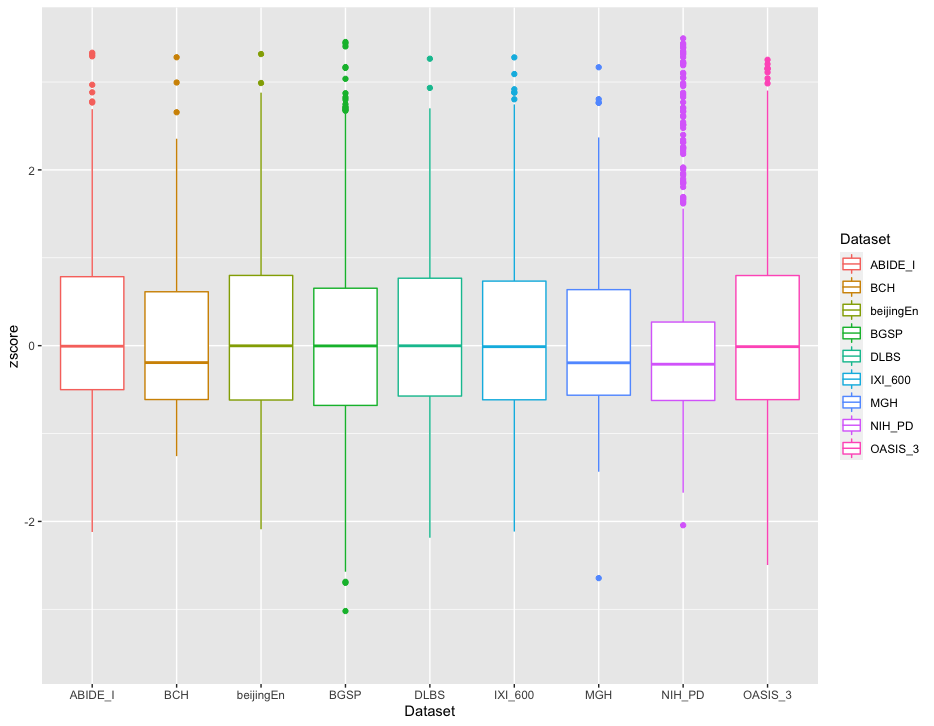 zscore
2
0
-2
ABIDE_I
BCH
beijingEn
BGSP
DLBS
IXI_600
MGH
NIH_PD
OASIS_3
Dataset
Dataset
ABIDE_I
BCH
beijingEn
BGSP
DLBS
IXI_600
MGH
NIH_PD
OASIS_3